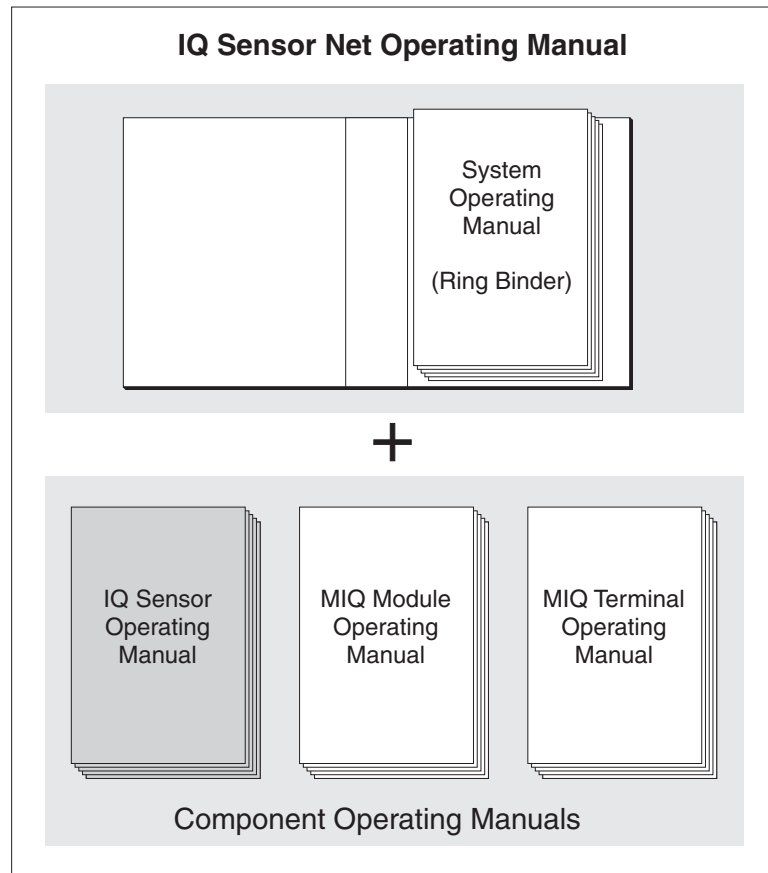 IQ Sensor Net Operating Manual
System
Operating
Manual
(Ring Binder)
+
IQ Sensor
Operating
Manual
MIQ Module
Operating
Manual
MIQ Terminal
Operating
Manual
Component Operating Manuals